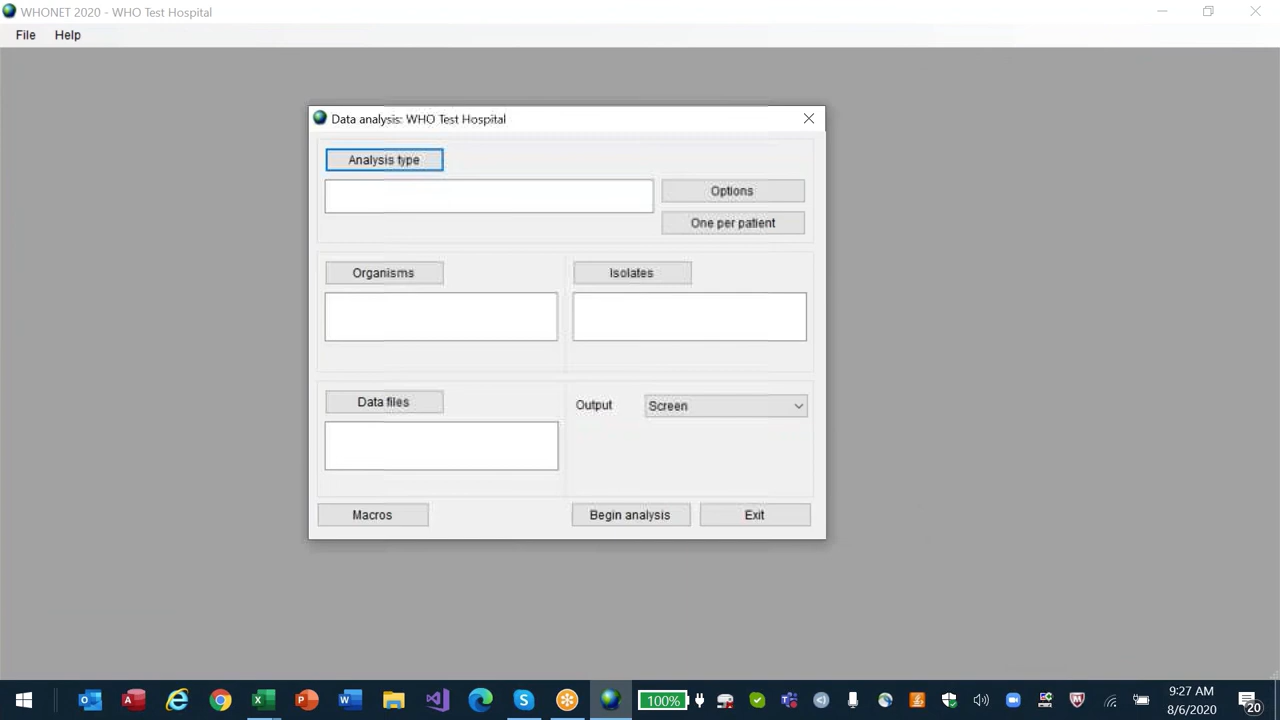 WHONET 2020 - WHO Test Hospital
File Help
Data analysis: WHO Test Hospital
Analysis type
Options
One per patient
Organisms
Isolates
Data files
Output
Screen
Macros
Begin analysis
Exit
100%
9:27 AM
8/6/2020
20